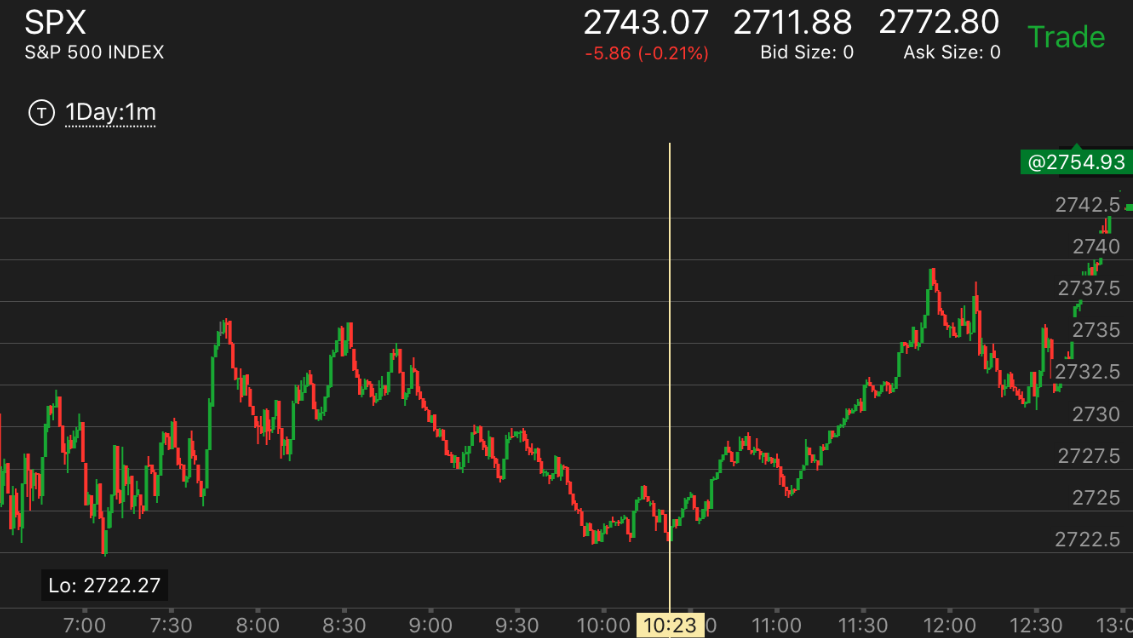 SPX
S&P 500 INDEX
2743.07
-5.86 (-0.21%)
2711.88
Bid Size: 0
2772.80
Ask Size: 0
Trade
T
1Day:1m
@2754.93
2742.5
2740
2737.5
2735
2732.5
2730
2727.5
2725
2722.5
Lo: 2722.27
7:00 7:30 8:00 8:30 9:00 9:30 10:00 10:23 0 11:00 11:30 12:00 12:30 13:0